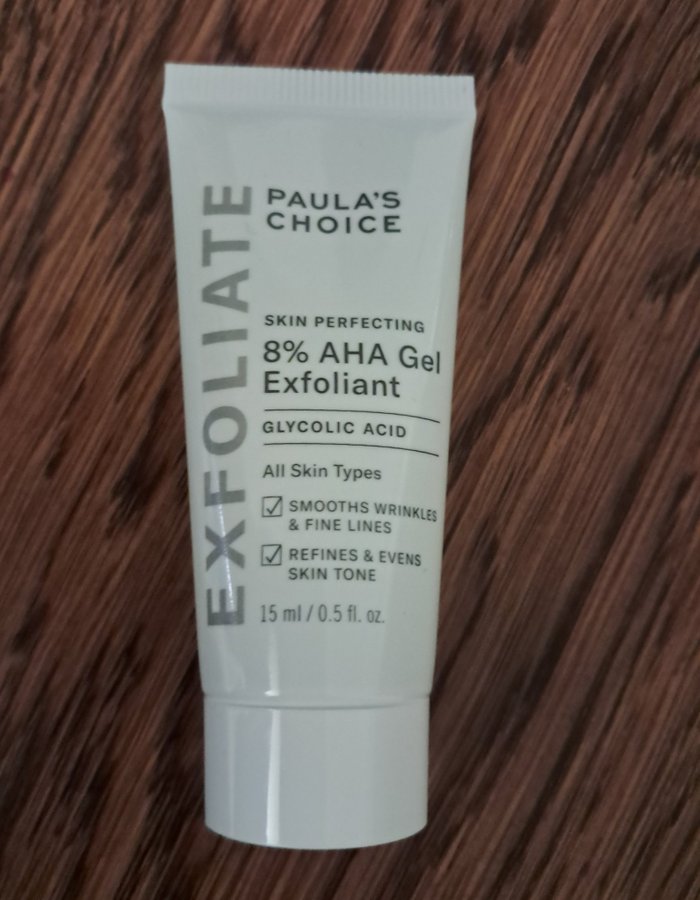 EXFOLIATE
PAULA'S
CHOICE
SKIN PERFECTING
8% AHA Gel
Exfoliant
GLYCOLIC ACID
All Skin Types
SMOOTHS WRINKLES
& FINE LINES
REFINES & EVENS
SKIN TONE
15 ml / 0.5 fl. oz.